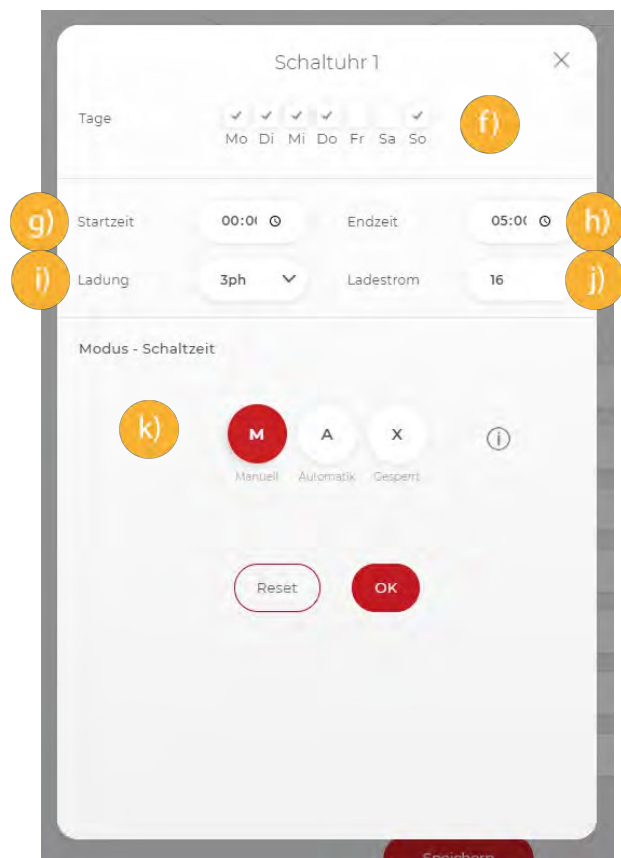 Schaltuhr 1
Tage
Mo Di Mi Do Fr Sa So
f)
g) Startzeit 00:0 Endzeit 05:0 h)
i) Ladung 3ph Ladestrom 16 j)
Modus - Schaltzeit
k)
M A X
Manuell Automatik Gesperrt
Reset OK
Speichern